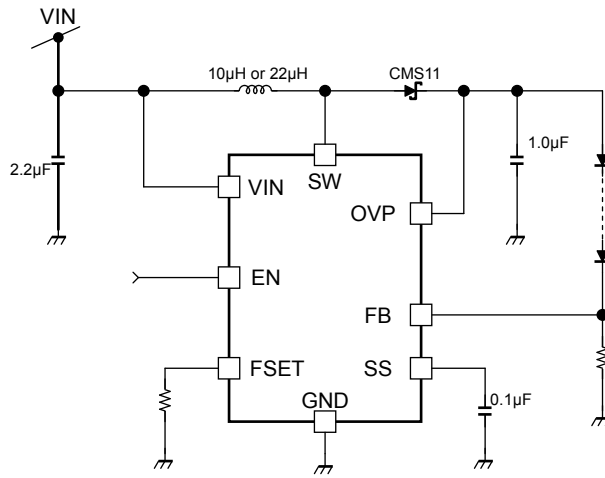 VIN
10µH or 22µH
CMS11
2.2µF
1.0µF
VIN
SW
OVP
EN
FB
FSET
SS
GND
0.1µF